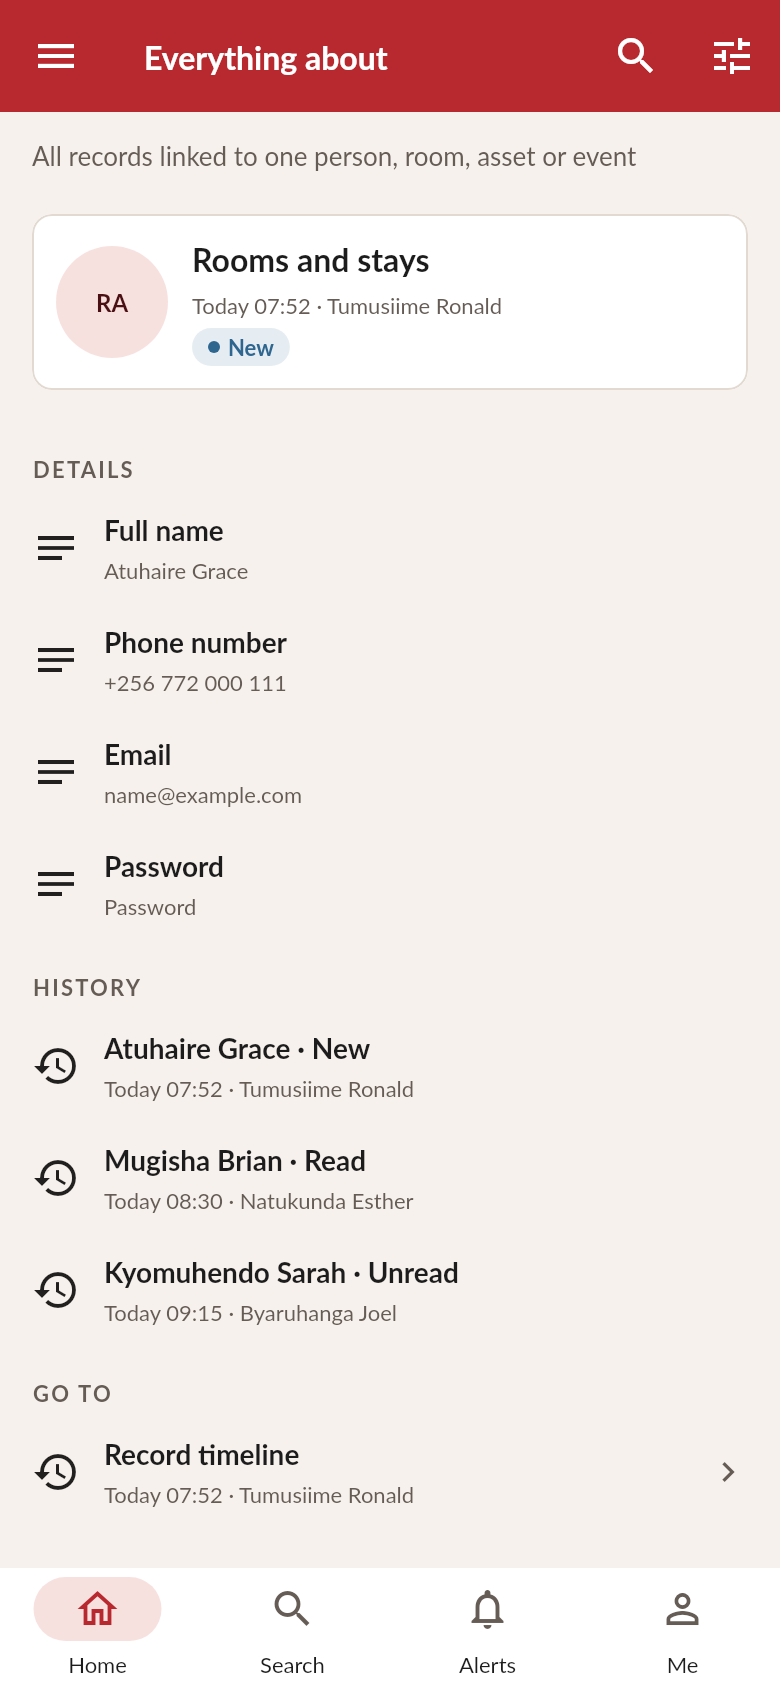 Everything about
All records linked to one person, room, asset or event
Rooms and stays
RA
Today 07:52 · Tumusiime Ronald
New
DETAILS
Full name
Atuhaire Grace
Phone number
+256 772 000 111
Email
name@example.com
Password
Password
HISTORY
Atuhaire Grace · New
Today 07:52 · Tumusiime Ronald
Mugisha Brian · Read
Today 08:30 · Natukunda Esther
Kyomuhendo Sarah · Unread
Today 09:15 · Byaruhanga Joel
GO TO
Record timeline
Today 07:52 · Tumusiime Ronald
Home
Search
Alerts
Me